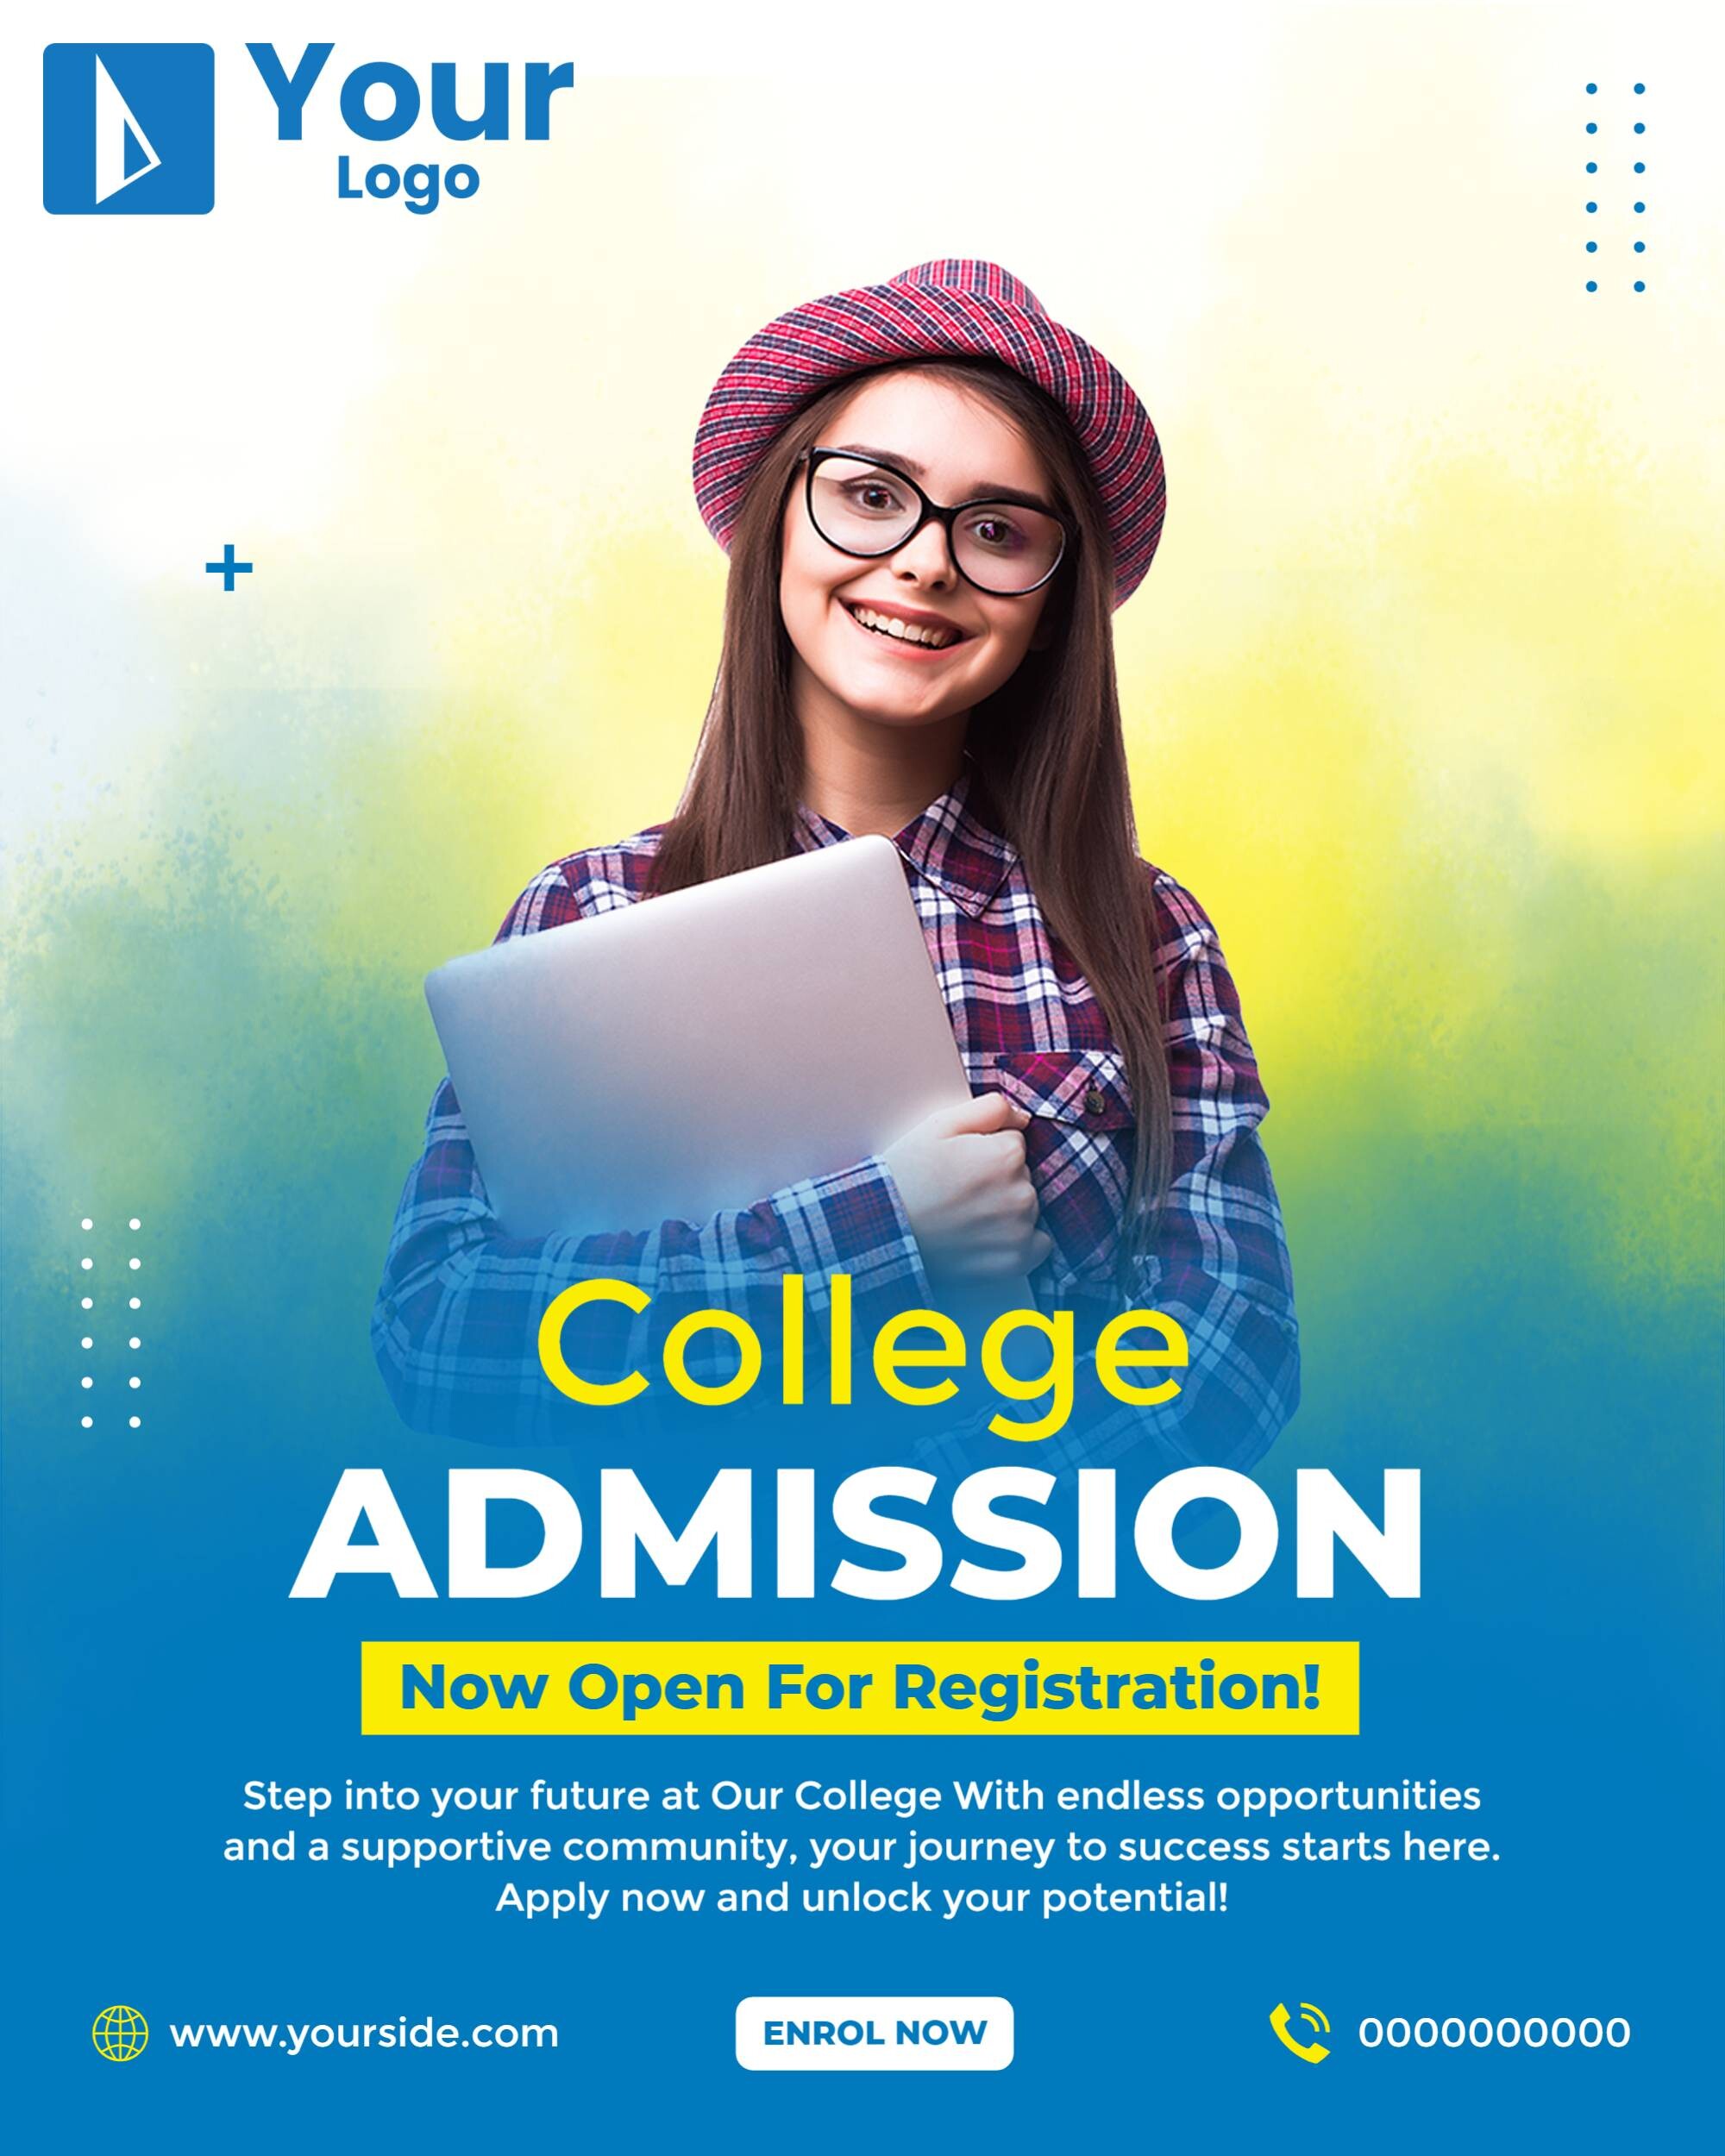 Your
Logo
College
ADMISSION
Now Open For Registration!
Step into your future at Our College With endless opportunities
and a supportive community, your journey to success starts here.
Apply now and unlock your potential!
www.yourside.com
ENROL NOW
0000000000